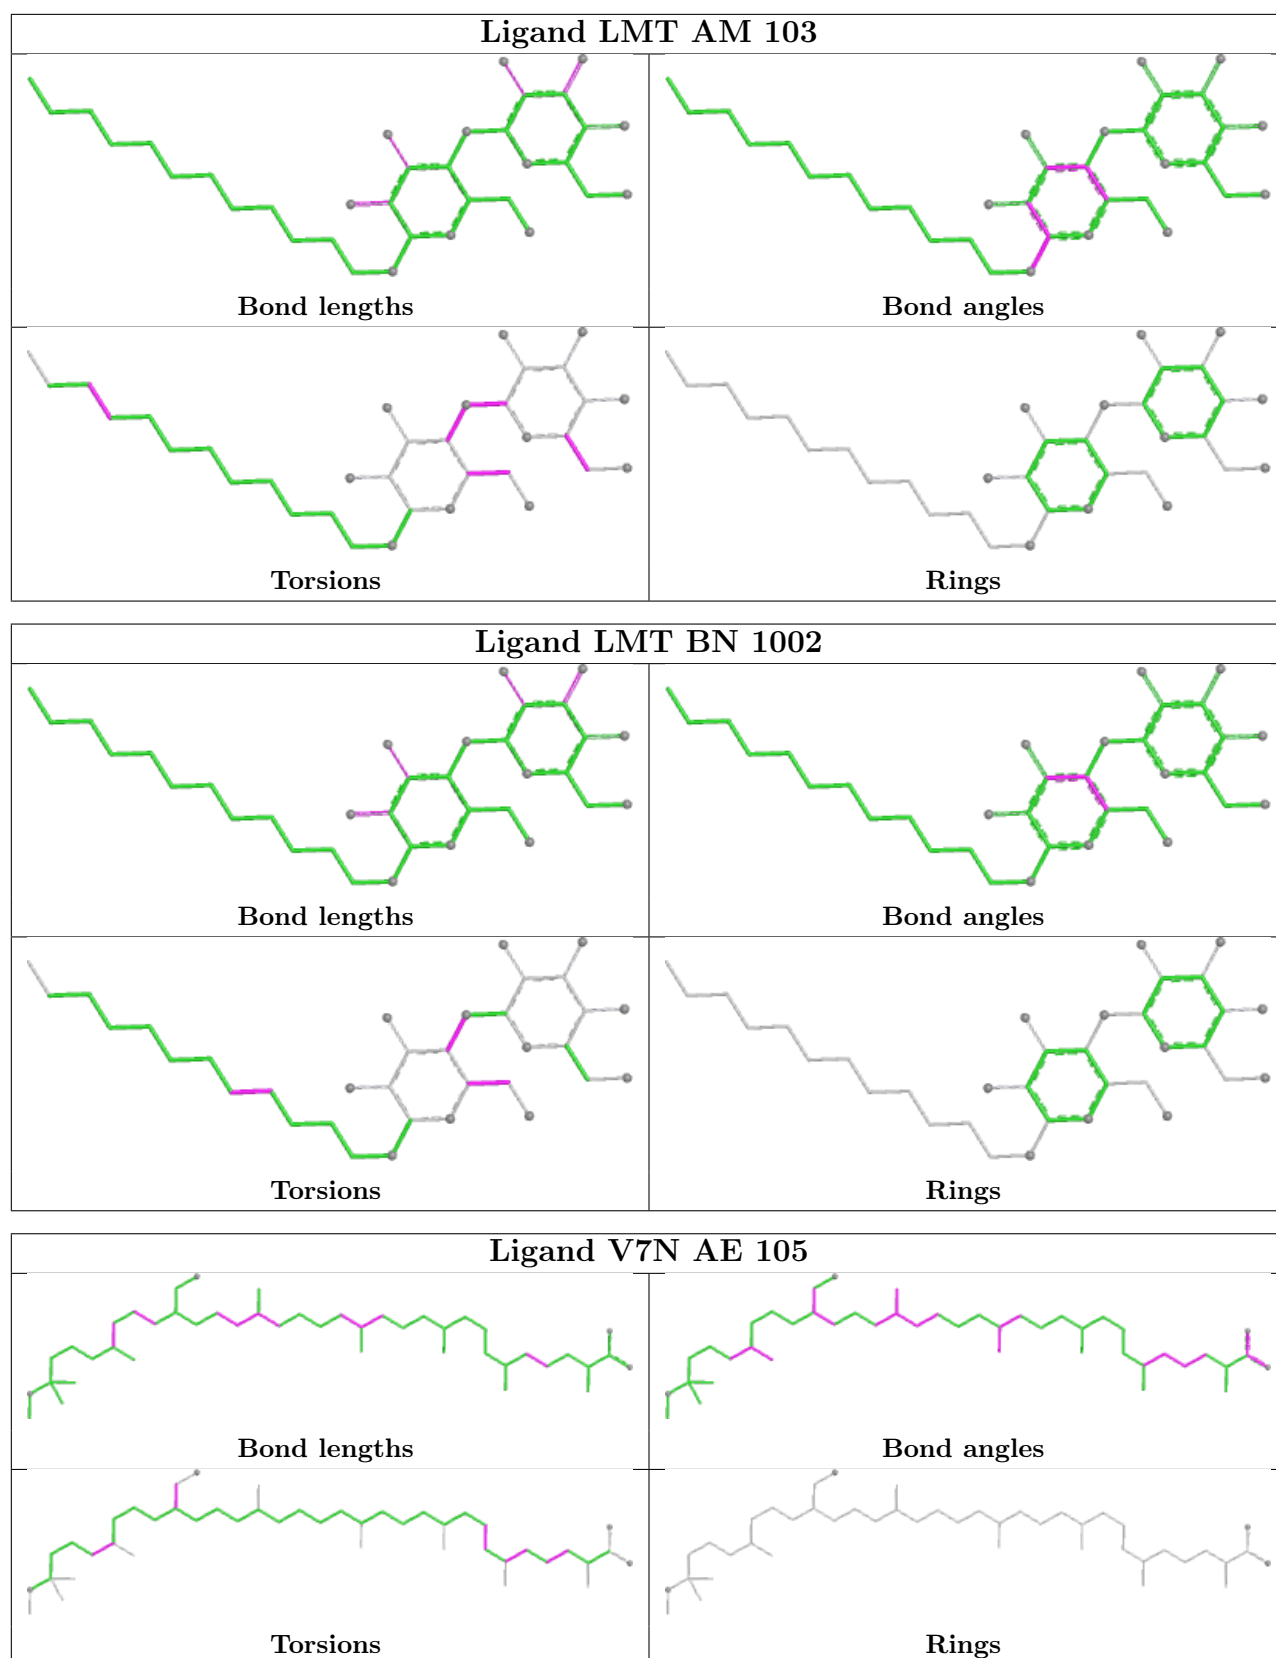 Ligand LMT AM 103
Bond lengths
Bond angles
Torsions
Rings
Ligand LMT BN 1002
Bond lengths
Bond angles
Torsions
Rings
Ligand V7N AE 105
Bond lengths
Bond angles
Torsions
Rings